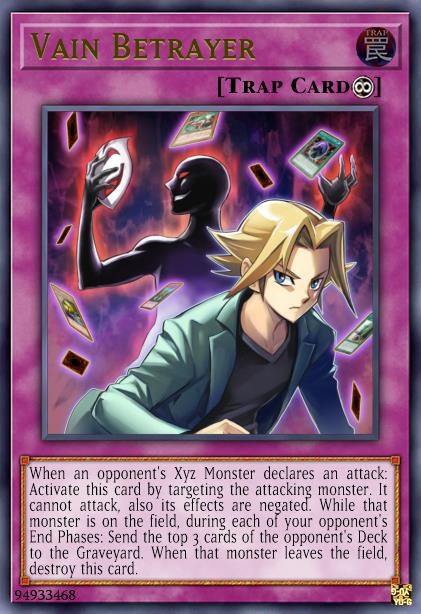 VAIN BETRAYER
TRAP
罠
[TRAP CARD]
When an opponent's Xyz Monster declares an attack:
Activate this card by targeting the attacking monster. It
cannot attack, also its effects are negated. While that
monster is on the field, during each of your opponent's
End Phases: Send the top 3 cards of the opponent's Deck
to the Graveyard. When that monster leaves the field,
destroy this card.
94933468